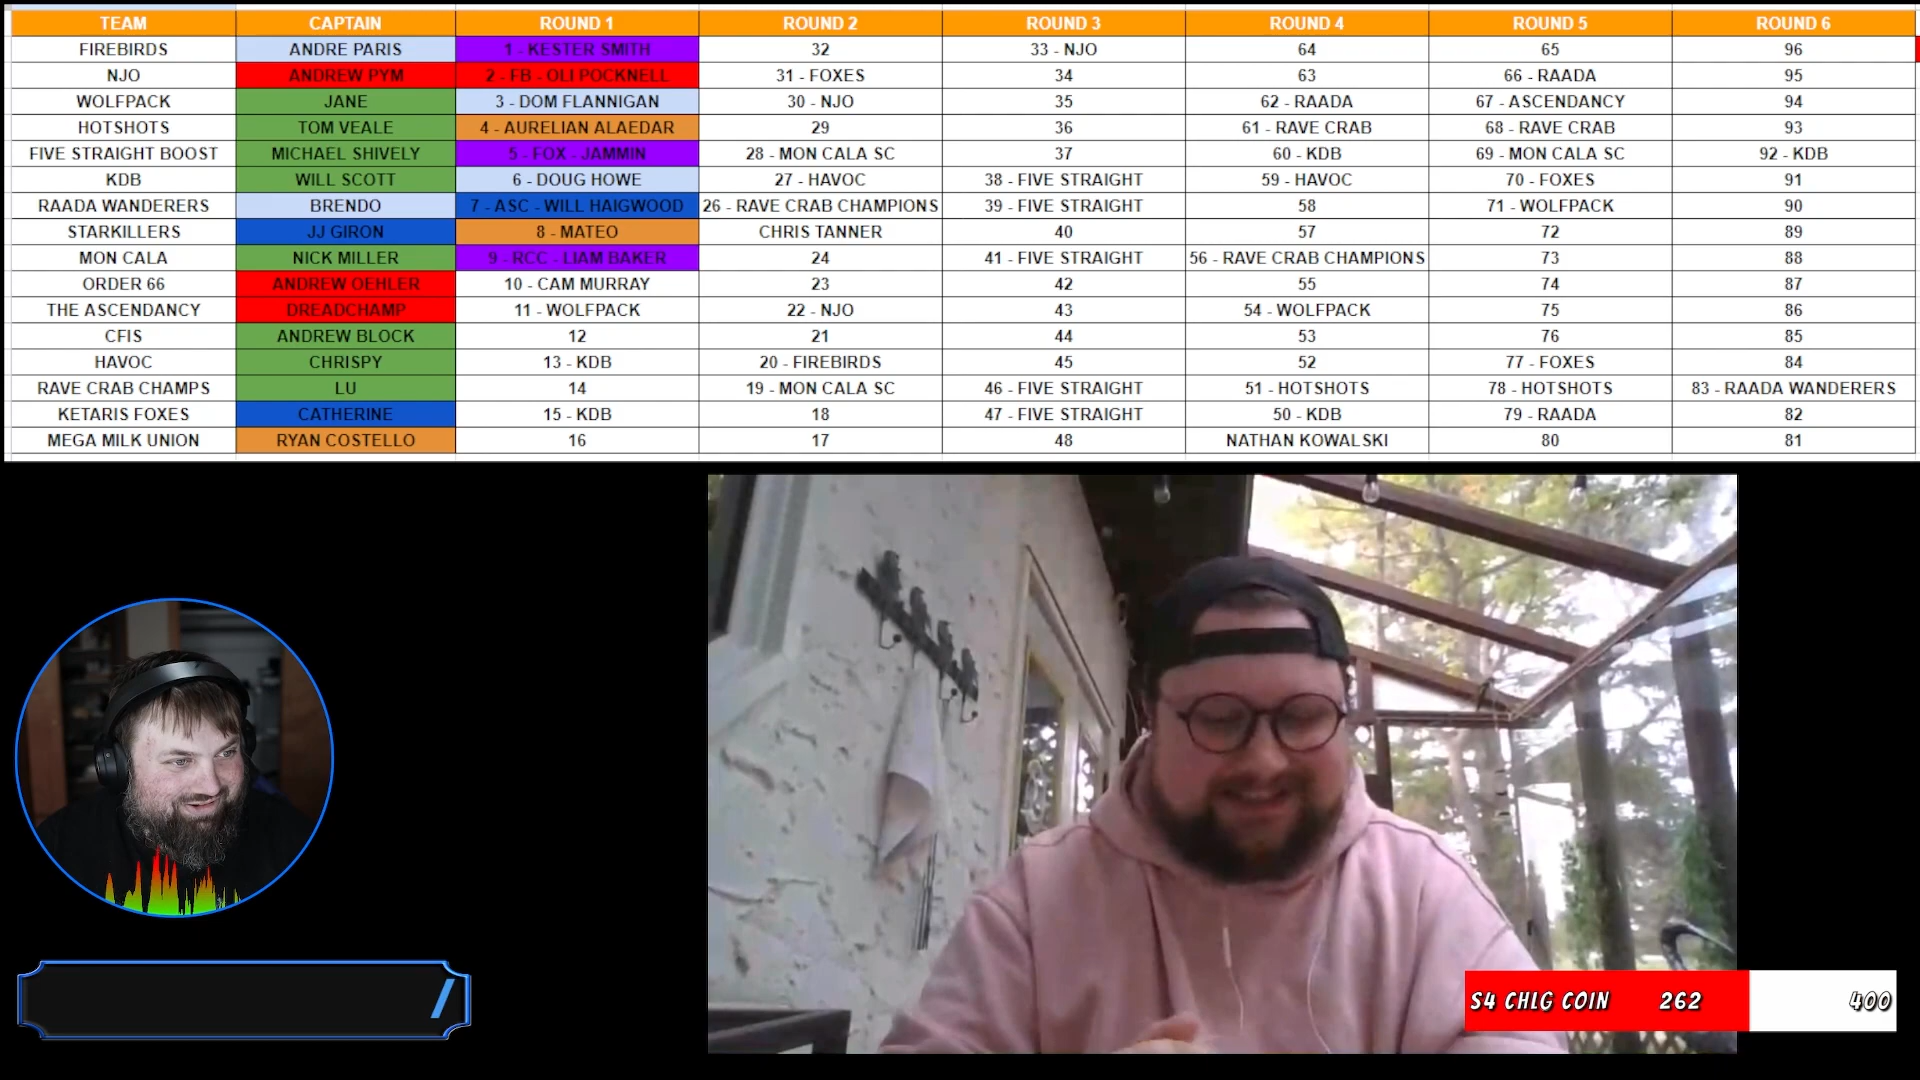 TEAM CAPTAIN ROUND 1 ROUND 2 ROUND 3 ROUND 4 ROUND 5 ROUND 6
FIREBIRDS ANDRE PARIS 1 - KESTER SMITH 32 33 - NJO 64 65 96
NJO ANDREW PYM 2 - FB - OLI POCKNELL 31 - FOXES 34 63 66 - RAADA 95
WOLFPACK JANE 3 - DOM FLANNIGAN 30 - NJO 35 62 - RAADA 67 - ASCENDANCY 94
HOTSHOTS TOM VEALE 4 - AURELIAN ALAEDAR 29 36 61 - RAVE CRAB 68 - RAVE CRAB 93
FIVE STRAIGHT BOOST MICHAEL SHIVELY 5 - FOX - JAMMIN 28 - MON CALA SC 37 60 - KDB 69 - MON CALA SC 92 - KDB
KDB WILL SCOTT 6 - DOUG HOWE 27 - HAVOC 38 - FIVE STRAIGHT 59 - HAVOC 70 - FOXES 91
RAADA WANDERERS BRENDO 7 - ASC - WILL HAIGWOOD 26 - RAVE CRAB CHAMPIONS 39 - FIVE STRAIGHT 58 71 - WOLFPACK 90
STARKILLERS JJ GIRON 8 - MATEO CHRIS TANNER 40 57 72 89
MON CALA NICK MILLER 9 - RCC - LIAM BAKER 24 41 - FIVE STRAIGHT 56 - RAVE CRAB CHAMPIONS 73 88
ORDER 66 ANDREW OEHLER 10 - CAM MURRAY 23 42 55 74 87
THE ASCENDANCY DREADCHAMP 11 - WOLFPACK 22 - NJO 43 54 - WOLFPACK 75 86
CFIS ANDREW BLOCK 12 21 44 53 76 85
HAVOC CHRISPY 13 - KDB 20 - FIREBIRDS 45 52 77 - FOXES 84
RAVE CRAB CHAMPS LU 14 19 - MON CALA SC 46 - FIVE STRAIGHT 51 - HOTSHOTS 78 - HOTSHOTS 83 - RAADA WANDERERS
KETARIS FOXES CATHERINE 15 - KDB 18 47 - FIVE STRAIGHT 50 - KDB 79 - RAADA 82
MEGA MILK UNION RYAN COSTELLO 16 17 48 NATHAN KOWALSKI 80 81
/
S4 CHLG COIN 262 400